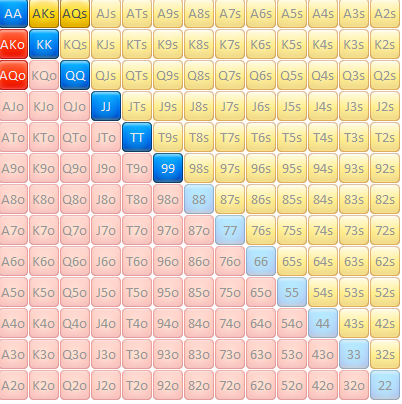 AA AKs AQs AJs ATs A9s A8s A7s A6s A5s A4s A3s A2s
AKo KK KQs KJs KTs K9s K8s K7s K6s K5s K4s K3s K2s
AQo KQo QQ QJs QTs Q9s Q8s Q7s Q6s Q5s Q4s Q3s Q2s
AJo KJo QJo JJ JTs J9s J8s J7s J6s J5s J4s J3s J2s
ATo KTo QTo JTo TT T9s T8s T7s T6s T5s T4s T3s T2s
A9o K9o Q9o J9o T9o 99 98s 97s 96s 95s 94s 93s 92s
A8o K8o Q8o J8o T8o 98o 88 87s 86s 85s 84s 83s 82s
A7o K7o Q7o J7o T7o 97o 87o 77 76s 75s 74s 73s 72s
A6o K6o Q6o J6o T6o 96o 86o 76o 66 65s 64s 63s 62s
A5o K5o Q5o J5o T5o 95o 85o 75o 65o 55 54s 53s 52s
A4o K4o Q4o J4o T4o 94o 84o 74o 64o 54o 44 43s 42s
A3o K3o Q3o J3o T3o 93o 83o 73o 63o 53o 43o 33 32s
A2o K2o Q2o J2o T2o 92o 82o 72o 62o 52o 42o 32o 22